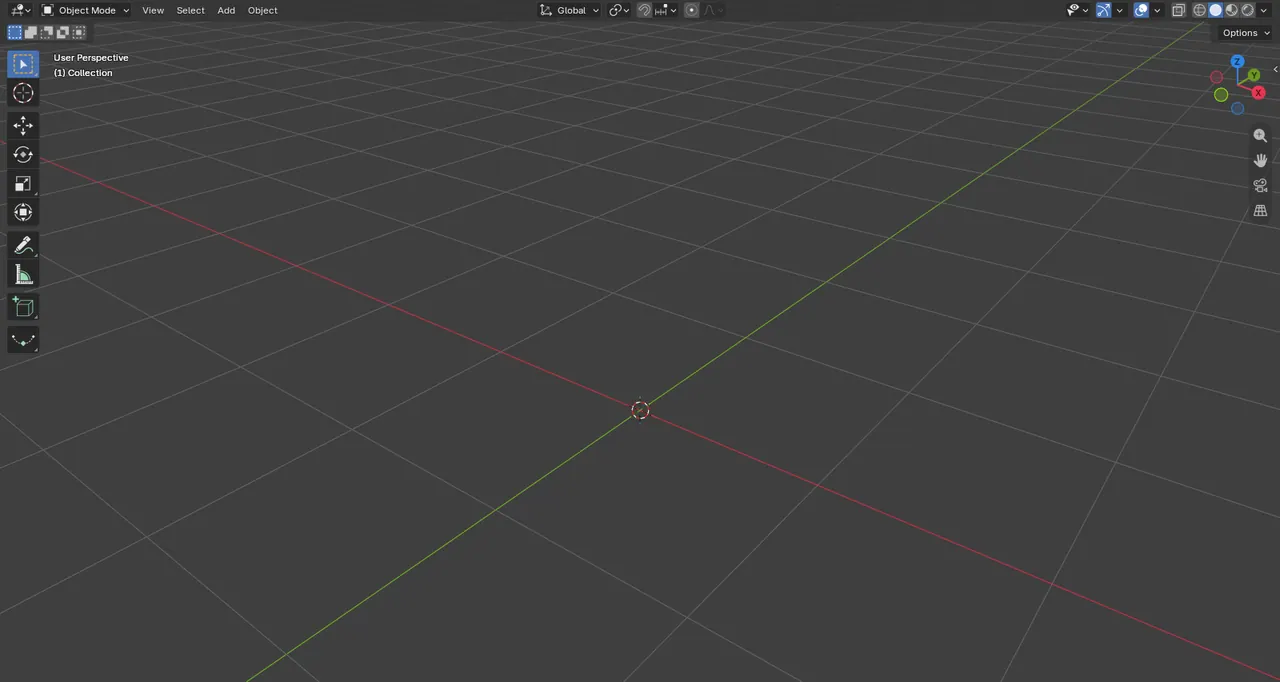 Object Mode View Select Add Object Global
Options
User Perspective
(1) Collection
Z
Y
X